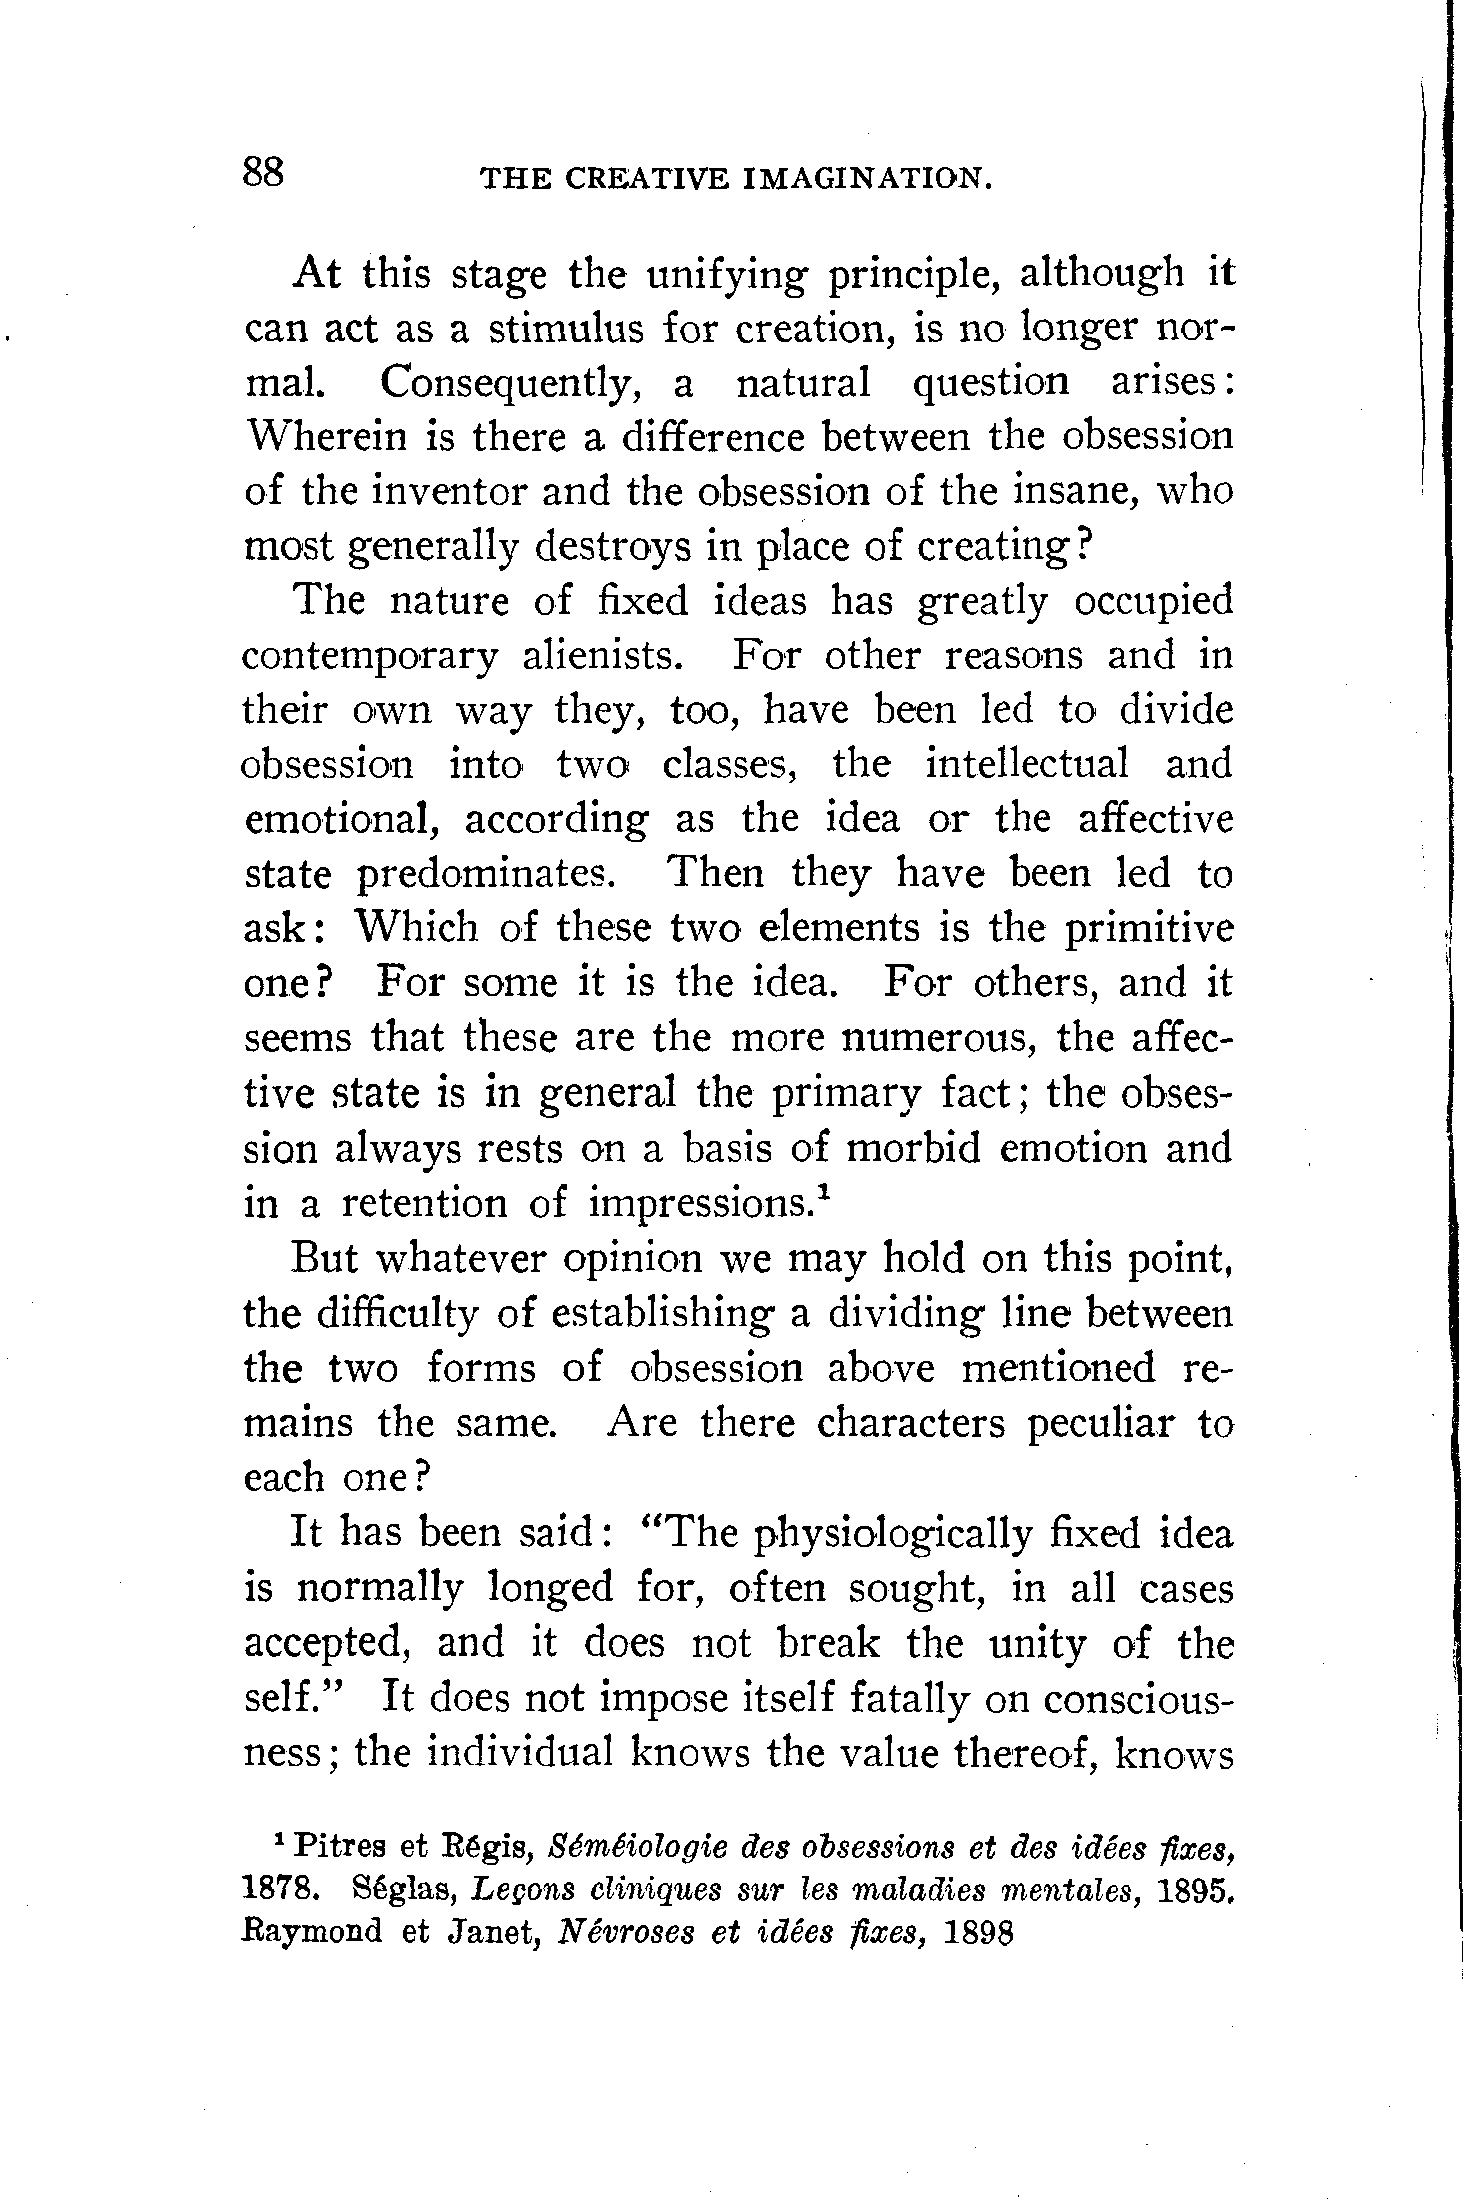 88 THE CREATIVE IMAGINATION.
At this stage the unifying principle, although it
can act as a stimulus for creation, is no longer nor-
mal. Consequently, a natural question arises:
Wherein is there a difference between the obsession
of the inventor and the obsession of the insane, who
most generally destroys in place of creating?
The nature of fixed ideas has greatly occupied
contemporary alienists. For other reasons and in
their own way they, too, have been led to divide
obsession into two classes, the intellectual and
emotional, according as the idea or the affective
state predominates. Then they have been led to
ask: Which of these two elements is the primitive
one? For some it is the idea. For others, and it
seems that these are the more numerous, the affec-
tive state is in general the primary fact; the obses-
sion always rests on a basis of morbid emotion and
in a retention of impressions.¹
But whatever opinion we may hold on this point,
the difficulty of establishing a dividing line between
the two forms of obsession above mentioned re-
mains the same. Are there characters peculiar to
each one?
It has been said: “The physiologically fixed idea
is normally longed for, often sought, in all cases
accepted, and it does not break the unity of the
self.” It does not impose itself fatally on conscious-
ness; the individual knows the value thereof, knows
¹ Pitres et Régis, Séméiologie des obsessions et des idées fixes,
1878. Séglas, Leçons cliniques sur les maladies mentales, 1895.
Raymond et Janet, Névroses et idées fixes, 1898